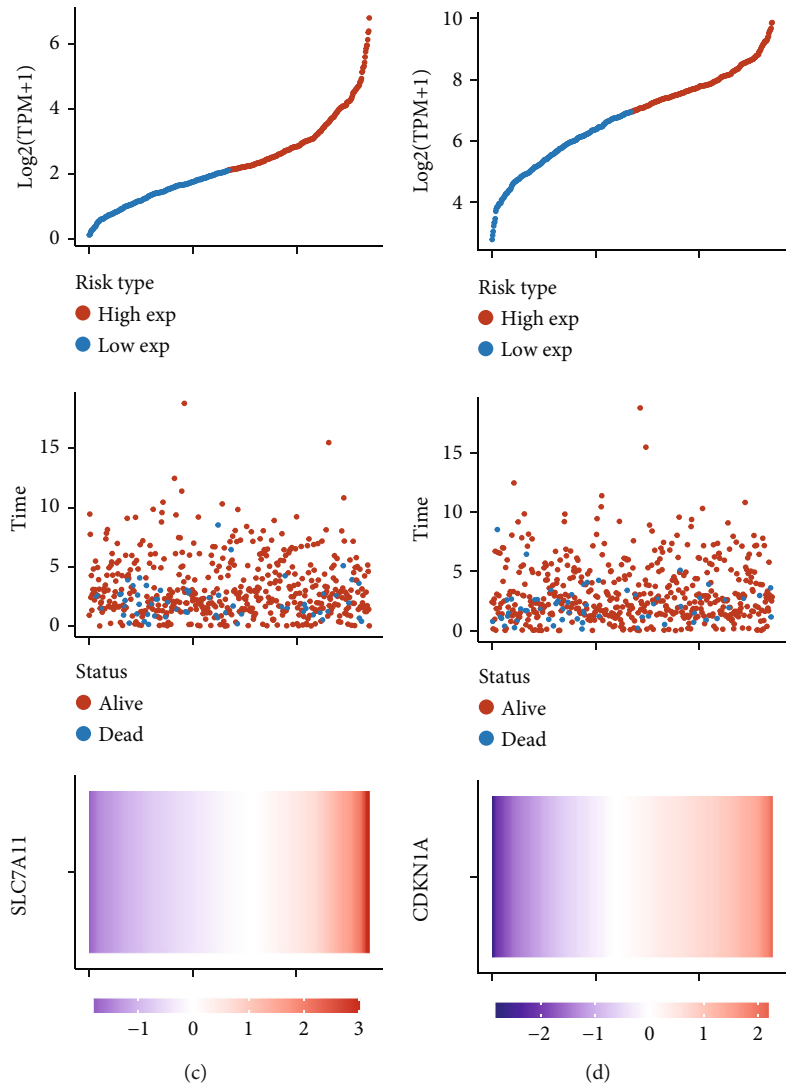 6
4
2
0
Log2(TPM+1)
Risk type
High exp
Low exp
15
10
5
0
Time
Status
Alive
Dead
SLC7A11
−1 0 1 2 3
(c)
10
8
6
4
Log2(TPM+1)
Risk type
High exp
Low exp
15
10
5
0
Time
Status
Alive
Dead
CDKN1A
−2 −1 0 1 2
(d)